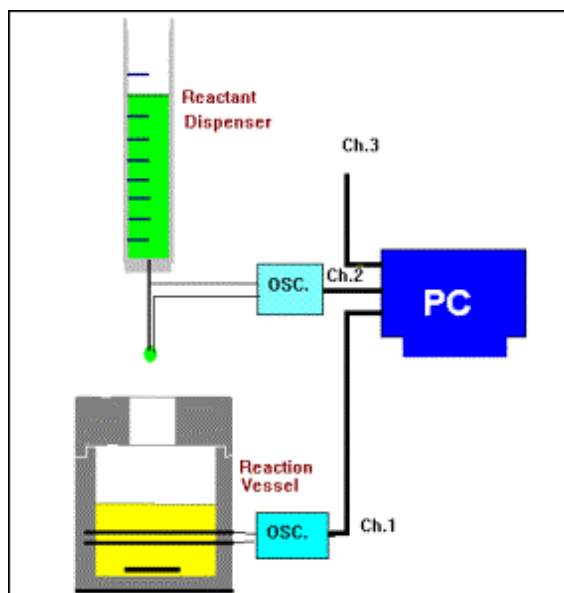 Reactant
Dispenser
Ch.3
OSC.
Ch.2
PC
Reaction
Vessel
OSC.
Ch.1